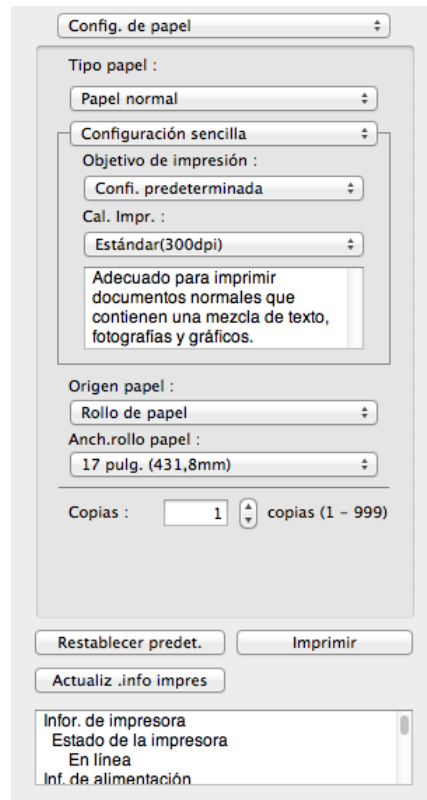 Config. de papel
Tipo papel :
Papel normal
Configuración sencilla
Objetivo de impresión :
Confi. predeterminada
Cal. Impr. :
Estándar(300dpi)
Adecuado para imprimir
documentos normales que
contienen una mezcla de texto,
fotografías y gráficos.
Origen papel :
Rollo de papel
Anch.rollo papel :
17 pulg. (431,8mm)
Copias : 1 copias (1 – 999)
Restablecer predet. Imprimir
Actualiz .info impres
Infor. de impresora
Estado de la impresora
En línea
Inf. de alimentación